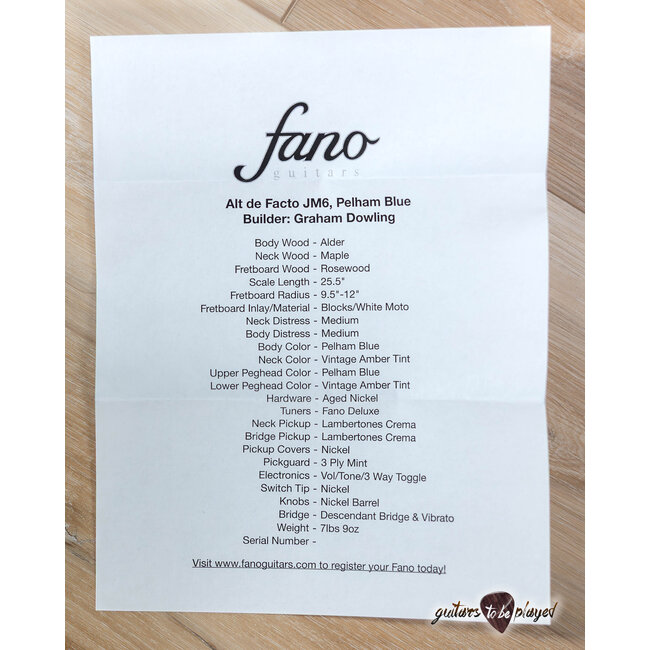 fano
guitars
Alt de Facto JM6, Pelham Blue
Builder: Graham Dowling
Body Wood - Alder
Neck Wood - Maple
Fretboard Wood - Rosewood
Scale Length - 25.5"
Fretboard Radius - 9.5"-12"
Fretboard Inlay/Material - Blocks/White Moto
Neck Distress - Medium
Body Distress - Medium
Body Color - Pelham Blue
Neck Color - Vintage Amber Tint
Upper Peghead Color - Pelham Blue
Lower Peghead Color - Vintage Amber Tint
Hardware - Aged Nickel
Tuners - Fano Deluxe
Neck Pickup - Lambertones Crema
Bridge Pickup - Lambertones Crema
Pickup Covers - Nickel
Pickguard - 3 Ply Mint
Electronics - Vol/Tone/3 Way Toggle
Switch Tip - Nickel
Knobs - Nickel Barrel
Bridge - Descendant Bridge & Vibrato
Weight - 7lbs 9oz
Serial Number -
Visit www.fanoguitars.com to register your Fano today!
guitars to be played